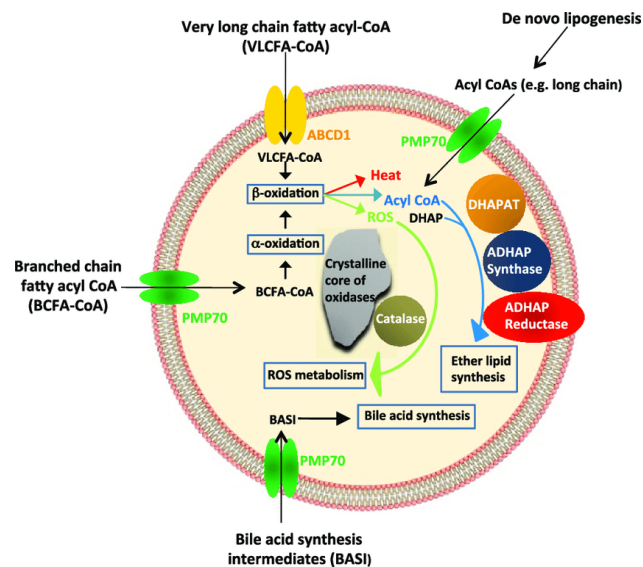 Very long chain fatty acyl-CoA
(VLCFA-CoA)
De novo lipogenesis
Acyl CoAs (e.g. long chain)
ABCD1
PMP70
VLCFA-CoA
Heat
β-oxidation
Acyl CoA
DHAP
ROS
DHAPAT
α-oxidation
ADHAP
Synthase
Crystalline
core of
oxidases
Branched chain
fatty acyl CoA
(BCFA-CoA)
BCFA-CoA
PMP70
Catalase
ADHAP
Reductase
Ether lipid
synthesis
ROS metabolism
BASI
Bile acid synthesis
PMP70
Bile acid synthesis
intermediates (BASI)